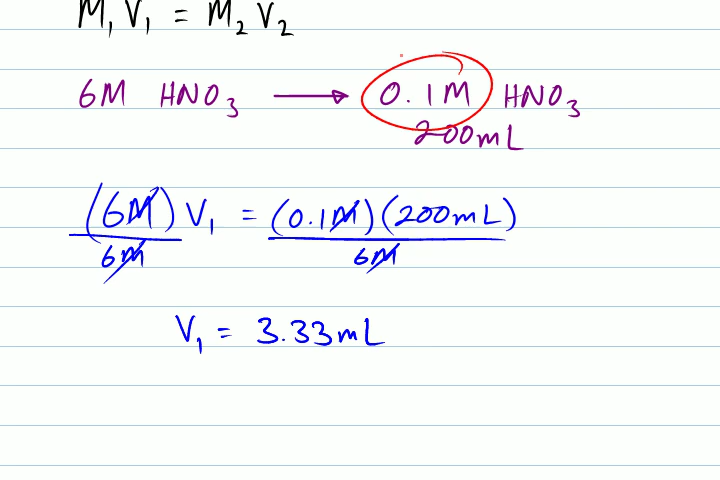 M₁V₁ = M₂V₂
6M HNO₃ → 0.1M HNO₃
200mL
(6M)V₁ = (0.1M)(200mL)
6M 6M
V₁ = 3.33mL